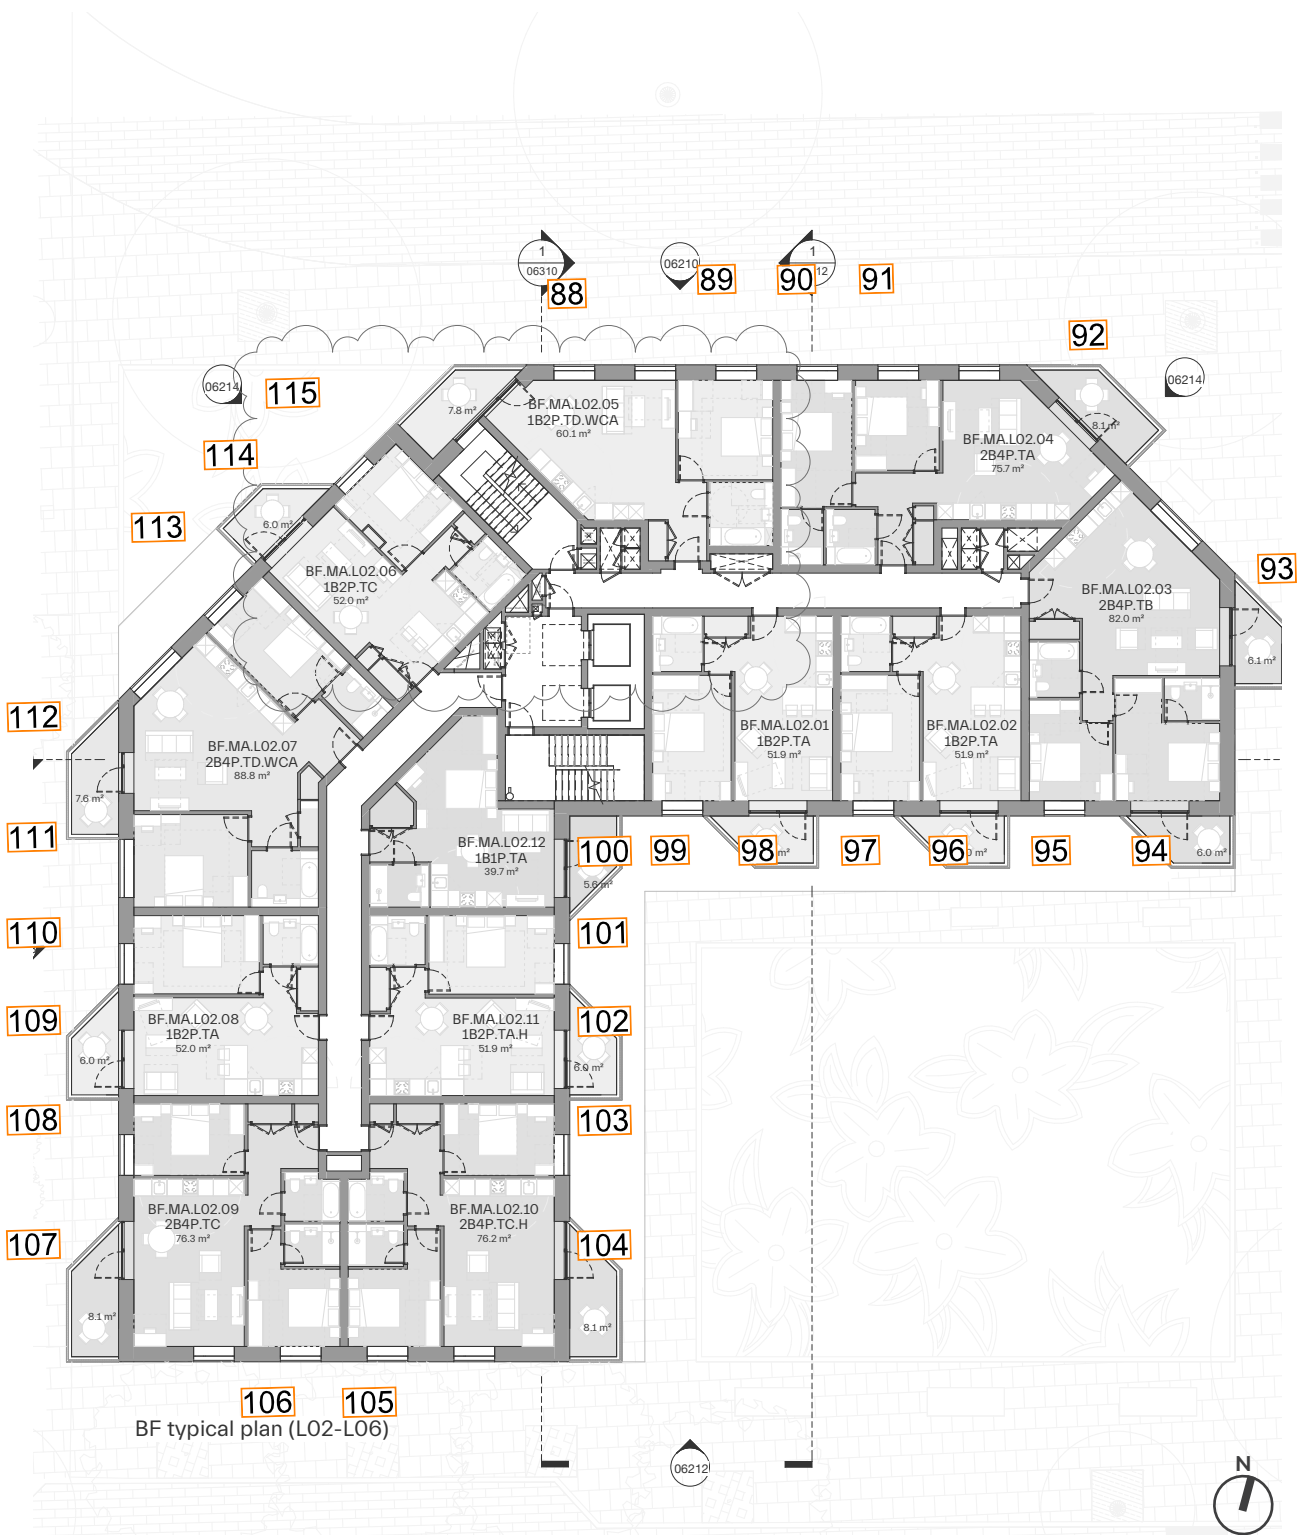 1
06310
88
06210
89
1
12
90
91
92
06214
115
06214
7.8 m²
BF.MA.L02.05
1B2P.TD.WCA
60.1 m²
BF.MA.L02.04
2B4P.TA
75.7 m²
8.1 m²
114
113
6.0 m²
BF.MA.L02.06
1B2P.TC
52.0 m²
BF.MA.L02.03
2B4P.TB
82.0 m²
93
6.1 m²
112
BF.MA.L02.07
2B4P.TD.WCA
88.8 m²
7.6 m²
BF.MA.L02.01
1B2P.TA
51.9 m²
BF.MA.L02.02
1B2P.TA
51.9 m²
111
BF.MA.L02.12
1B1P.TA
39.7 m²
100
5.6 m²
99
98
m²
97
96
m²
95
94
6.0 m²
110
101
109
6.0 m²
BF.MA.L02.08
1B2P.TA
52.0 m²
BF.MA.L02.11
1B2P.TA.H
51.9 m²
102
6.0 m²
108
103
107
8.1 m²
BF.MA.L02.09
2B4P.TC
76.3 m²
BF.MA.L02.10
2B4P.TC.H
76.2 m²
104
8.1 m²
106
105
BF typical plan (L02-L06)
06212
N